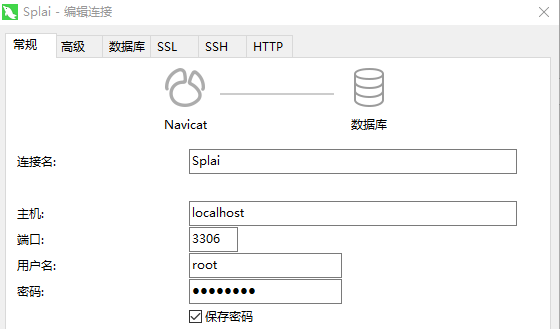 Splai - 编辑连接
常规 高级 数据库 SSL SSH HTTP
Navicat 数据库
连接名: Splai
主机: localhost
端口: 3306
用户名: root
密码: ●●●●●●●●
保存密码